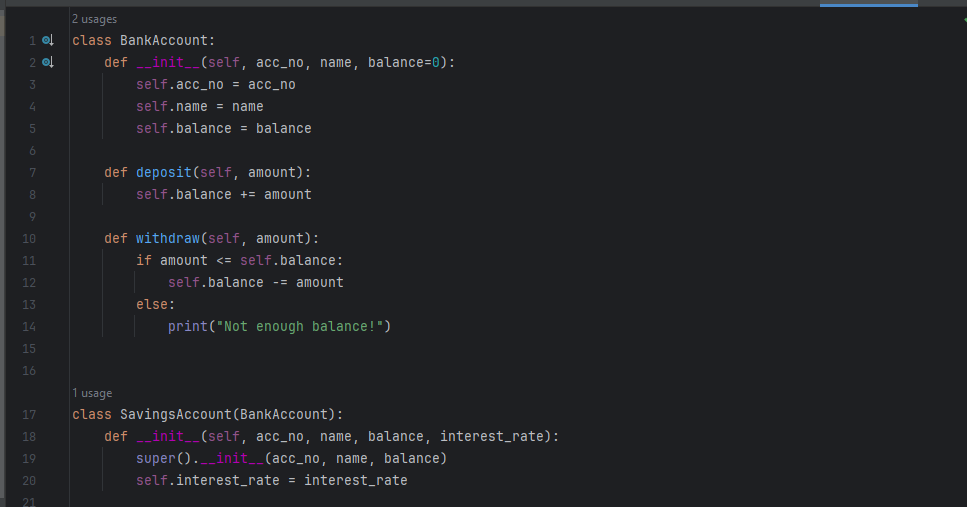 2 usages
1 class BankAccount:
2     def __init__(self, acc_no, name, balance=0):
3         self.acc_no = acc_no
4         self.name = name
5         self.balance = balance
6
7     def deposit(self, amount):
8         self.balance += amount
9
10     def withdraw(self, amount):
11         if amount <= self.balance:
12             self.balance -= amount
13         else:
14             print("Not enough balance!")
15
16
1 usage
17 class SavingsAccount(BankAccount):
18     def __init__(self, acc_no, name, balance, interest_rate):
19         super().__init__(acc_no, name, balance)
20         self.interest_rate = interest_rate
21